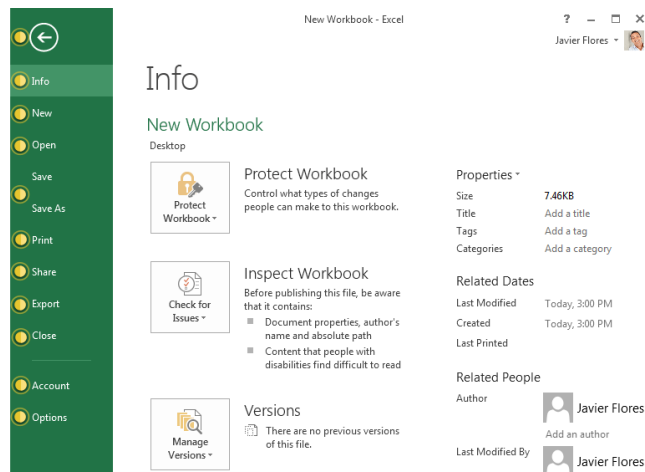 New Workbook - Excel
?
Javier Flores
Info
New
Open
Save
Save As
Print
Share
Export
Close
Account
Options
Info
New Workbook
Desktop
Protect
Workbook
Protect Workbook
Control what types of changes
people can make to this workbook.
Check for
Issues
Inspect Workbook
Before publishing this file, be aware
that it contains:
Document properties, author's
name and absolute path
Content that people with
disabilities find difficult to read
Manage
Versions
Versions
There are no previous versions
of this file.
Properties
Size 7.46KB
Title Add a title
Tags Add a tag
Categories Add a category
Related Dates
Last Modified Today, 3:00 PM
Created Today, 3:00 PM
Last Printed
Related People
Author Javier Flores
Add an author
Last Modified By Javier Flores